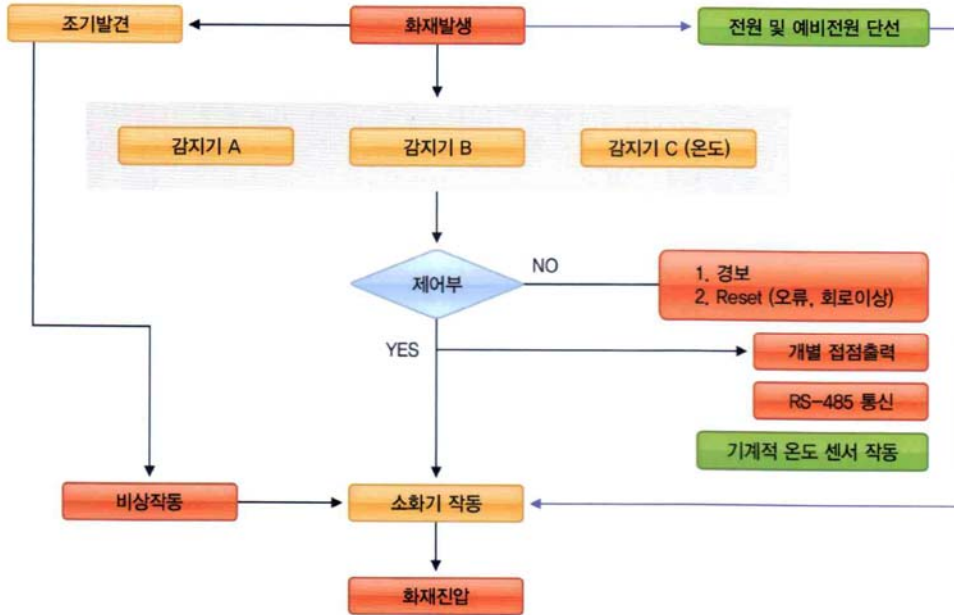 조기발견
화재발생
전원 및 예비전원 단선
감지기 A
감지기 B
감지기 C (온도)
제어부
NO
1. 경보
2. Reset (오류, 회로이상)
YES
개별 접점출력
RS-485 통신
기계적 온도 센서 작동
비상작동
소화기 작동
화재진압